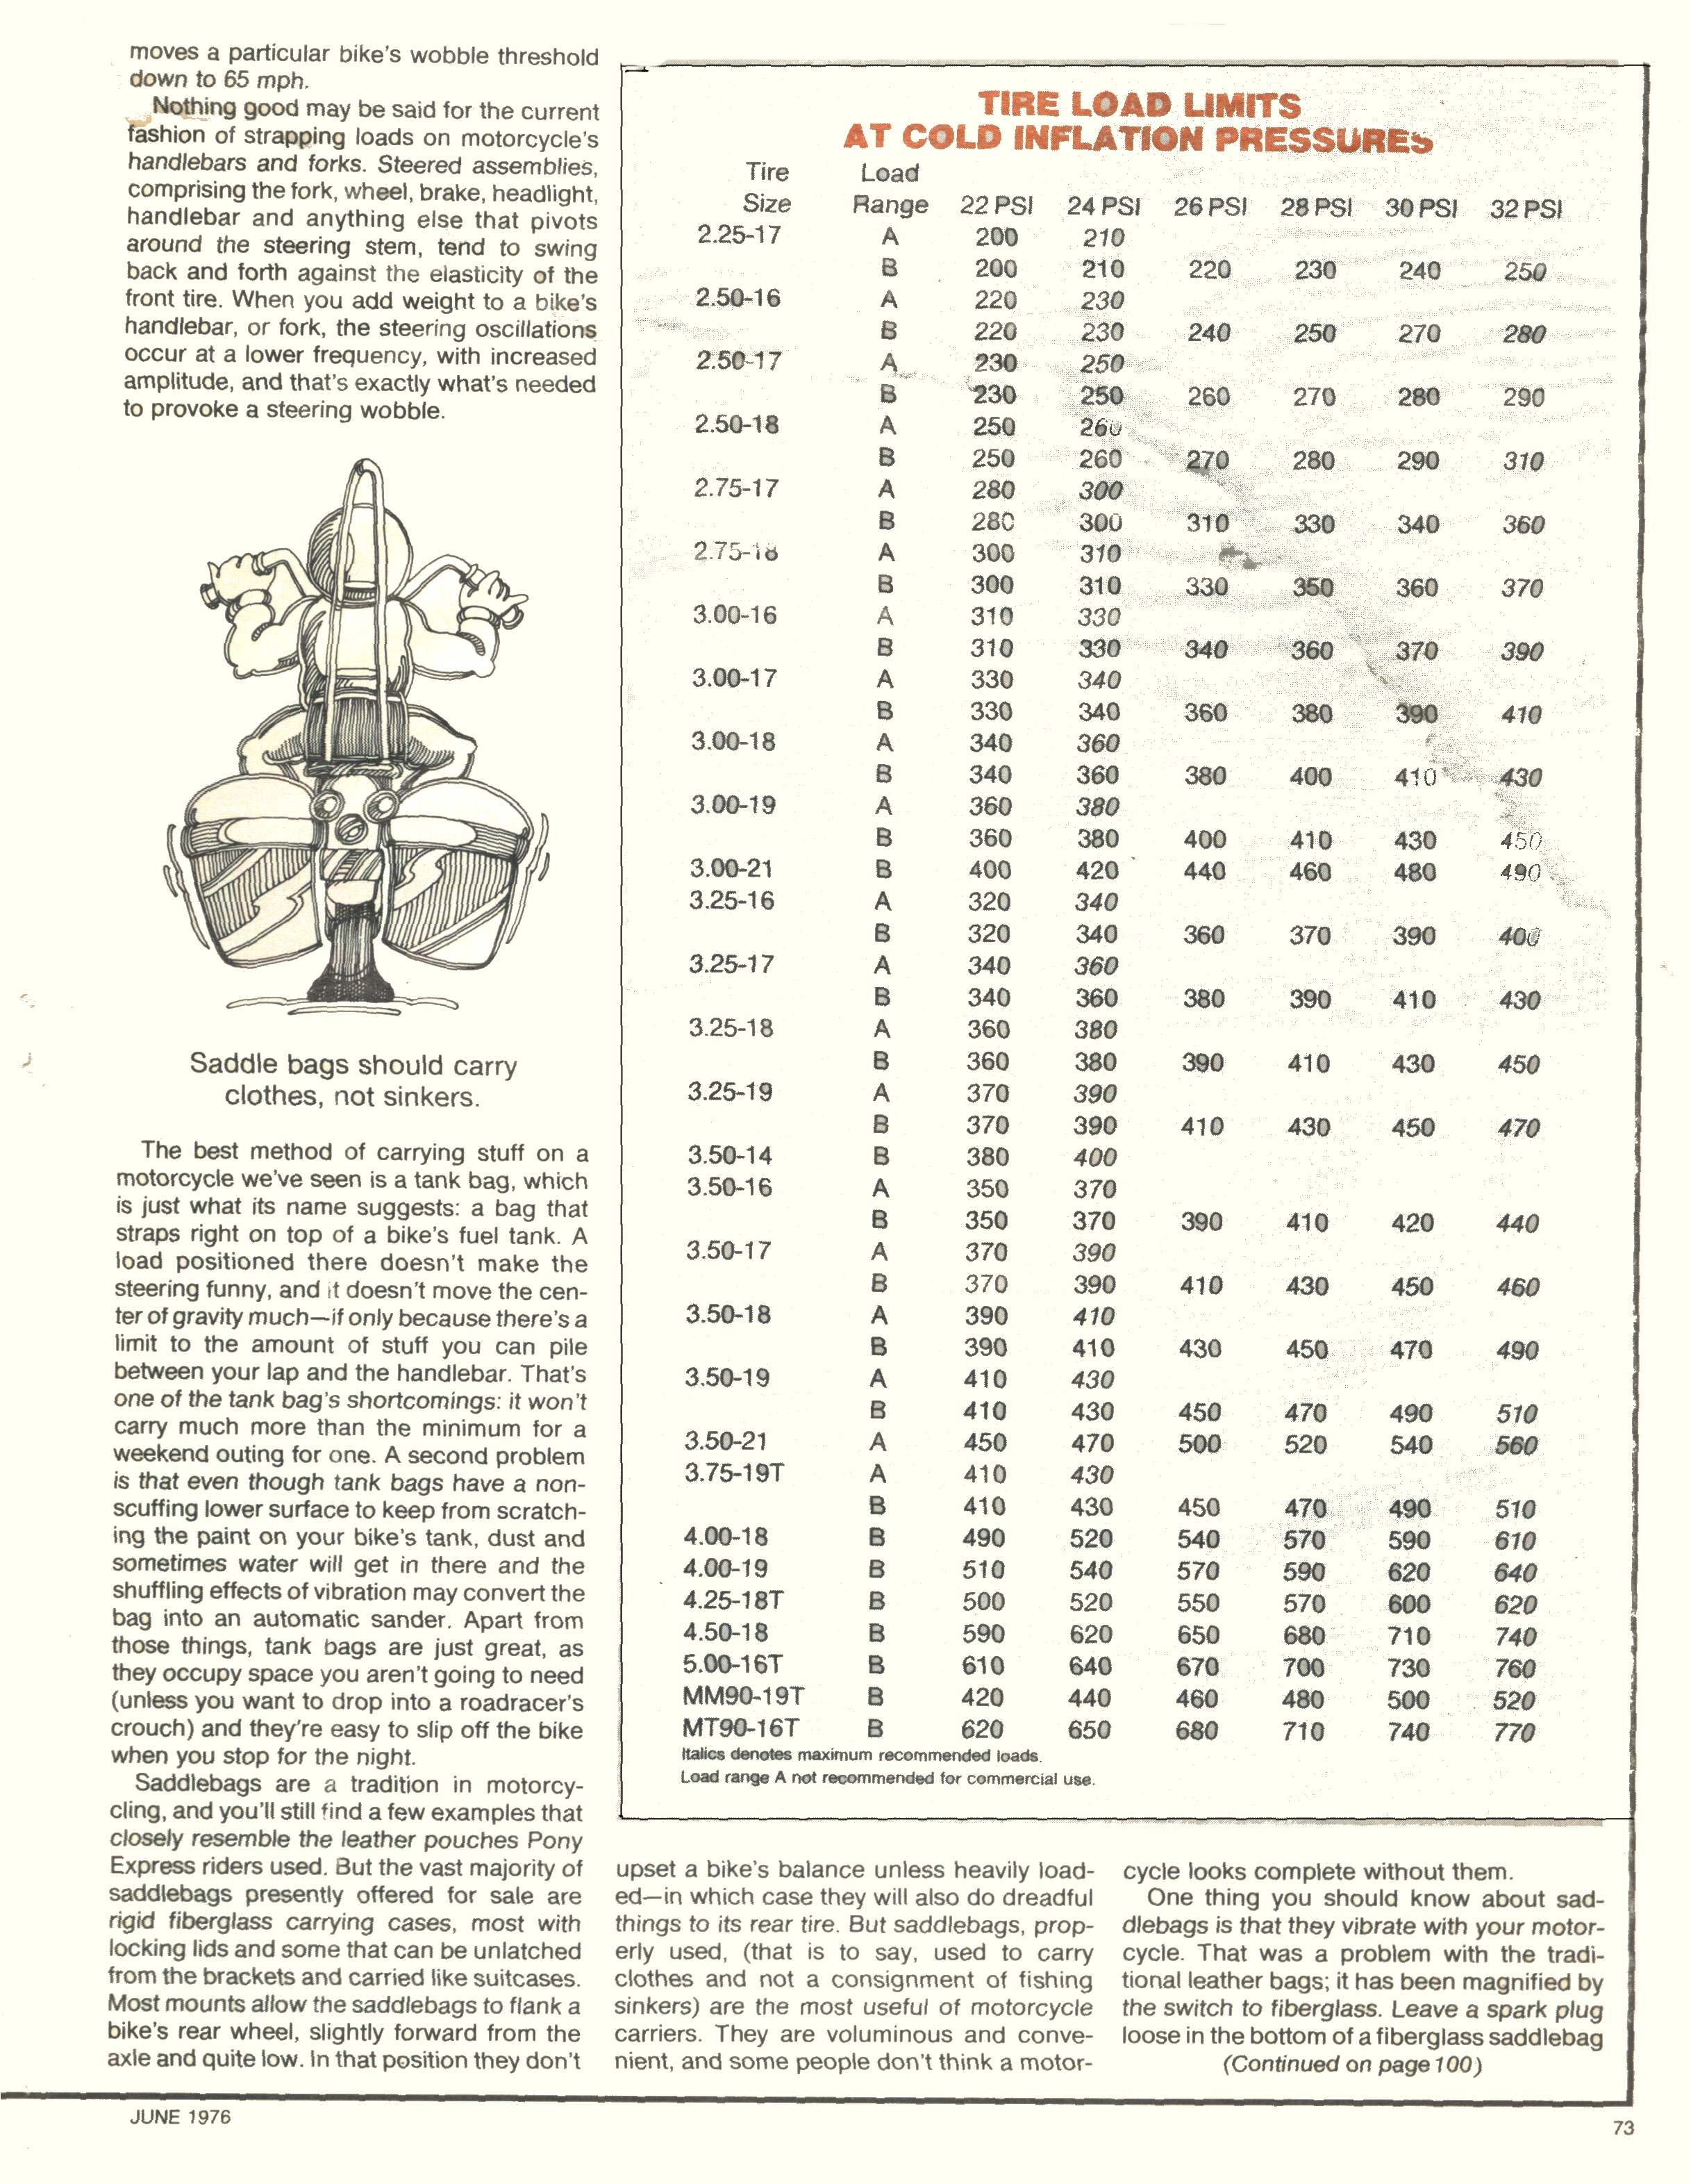 moves a particular bike's wobble threshold
down to 65 mph.
Nothing good may be said for the current
fashion of strapping loads on motorcycle's
handlebars and forks. Steered assemblies,
comprising the fork, wheel, brake, headlight,
handlebar and anything else that pivots
around the steering stem, tend to swing
back and forth against the elasticity of the
front tire. When you add weight to a bike's
handlebar, or fork, the steering oscillations
occur at a lower frequency, with increased
amplitude, and that's exactly what's needed
to provoke a steering wobble.
Saddle bags should carry
clothes, not sinkers.
The best method of carrying stuff on a
motorcycle we've seen is a tank bag, which
is just what its name suggests: a bag that
straps right on top of a bike's fuel tank. A
load positioned there doesn't make the
steering funny, and it doesn't move the cen-
ter of gravity much—if only because there's a
limit to the amount of stuff you can pile
between your lap and the handlebar. That's
one of the tank bag's shortcomings: it won't
carry much more than the minimum for a
weekend outing for one. A second problem
is that even though tank bags have a non-
scuffing lower surface to keep from scratch-
ing the paint on your bike's tank, dust and
sometimes water will get in there and the
shuffling effects of vibration may convert the
bag into an automatic sander. Apart from
those things, tank bags are just great, as
they occupy space you aren't going to need
(unless you want to drop into a roadracer's
crouch) and they're easy to slip off the bike
when you stop for the night.
Saddlebags are a tradition in motorcy-
cling, and you'll still find a few examples that
closely resemble the leather pouches Pony
Express riders used. But the vast majority of
saddlebags presently offered for sale are
rigid fiberglass carrying cases, most with
locking lids and some that can be unlatched
from the brackets and carried like suitcases.
Most mounts allow the saddlebags to flank a
bike's rear wheel, slightly forward from the
axle and quite low. In that position they don't
TIRE LOAD LIMITS
AT COLD INFLATION PRESSURES
Tire Load
Size Range 22 PSI 24 PSI 26 PSI 28 PSI 30 PSI 32 PSI
2.25-17 A 200 210
B 200 210 220 230 240 250
2.50-16 A 220 230
B 220 230 240 250 270 280
2.50-17 A 230 250
B 230 250 260 270 280 290
2.50-18 A 250 260
B 250 260 270 280 290 310
2.75-17 A 280 300
B 280 300 310 330 340 360
2.75-18 A 300 310
B 300 310 330 350 360 370
3.00-16 A 310 330
B 310 330 340 360 370 390
3.00-17 A 330 340
B 330 340 360 380 390 410
3.00-18 A 340 360
B 340 360 380 400 410 430
3.00-19 A 360 380
B 360 380 400 410 430 450
3.00-21 B 400 420 440 460 480 490
3.25-16 A 320 340
B 320 340 360 370 390 400
3.25-17 A 340 360
B 340 360 380 390 410 430
3.25-18 A 360 380
B 360 380 390 410 430 450
3.25-19 A 370 390
B 370 390 410 430 450 470
3.50-14 B 380 400
3.50-16 A 350 370
B 350 370 390 410 420 440
3.50-17 A 370 390
B 370 390 410 430 450 460
3.50-18 A 390 410
B 390 410 430 450 470 490
3.50-19 A 410 430
B 410 430 450 470 490 510
3.50-21 A 450 470 500 520 540 560
3.75-19T A 410 430
B 410 430 450 470 490 510
4.00-18 B 490 520 540 570 590 610
4.00-19 B 510 540 570 590 620 640
4.25-18T B 500 520 550 570 600 620
4.50-18 B 590 620 650 680 710 740
5.00-16T B 610 640 670 700 730 760
MM90-19T B 420 440 460 480 500 520
MT90-16T B 620 650 680 710 740 770
Italics denotes maximum recommended loads.
Load range A not recommended for commercial use.
upset a bike's balance unless heavily load-
ed—in which case they will also do dreadful
things to its rear tire. But saddlebags, prop-
erly used, (that is to say, used to carry
clothes and not a consignment of fishing
sinkers) are the most useful of motorcycle
carriers. They are voluminous and conve-
nient, and some people don't think a motor-
cycle looks complete without them.
One thing you should know about sad-
dlebags is that they vibrate with your motor-
cycle. That was a problem with the tradi-
tional leather bags; it has been magnified by
the switch to fiberglass. Leave a spark plug
loose in the bottom of a fiberglass saddlebag
(Continued on page 100)
JUNE 1976
73